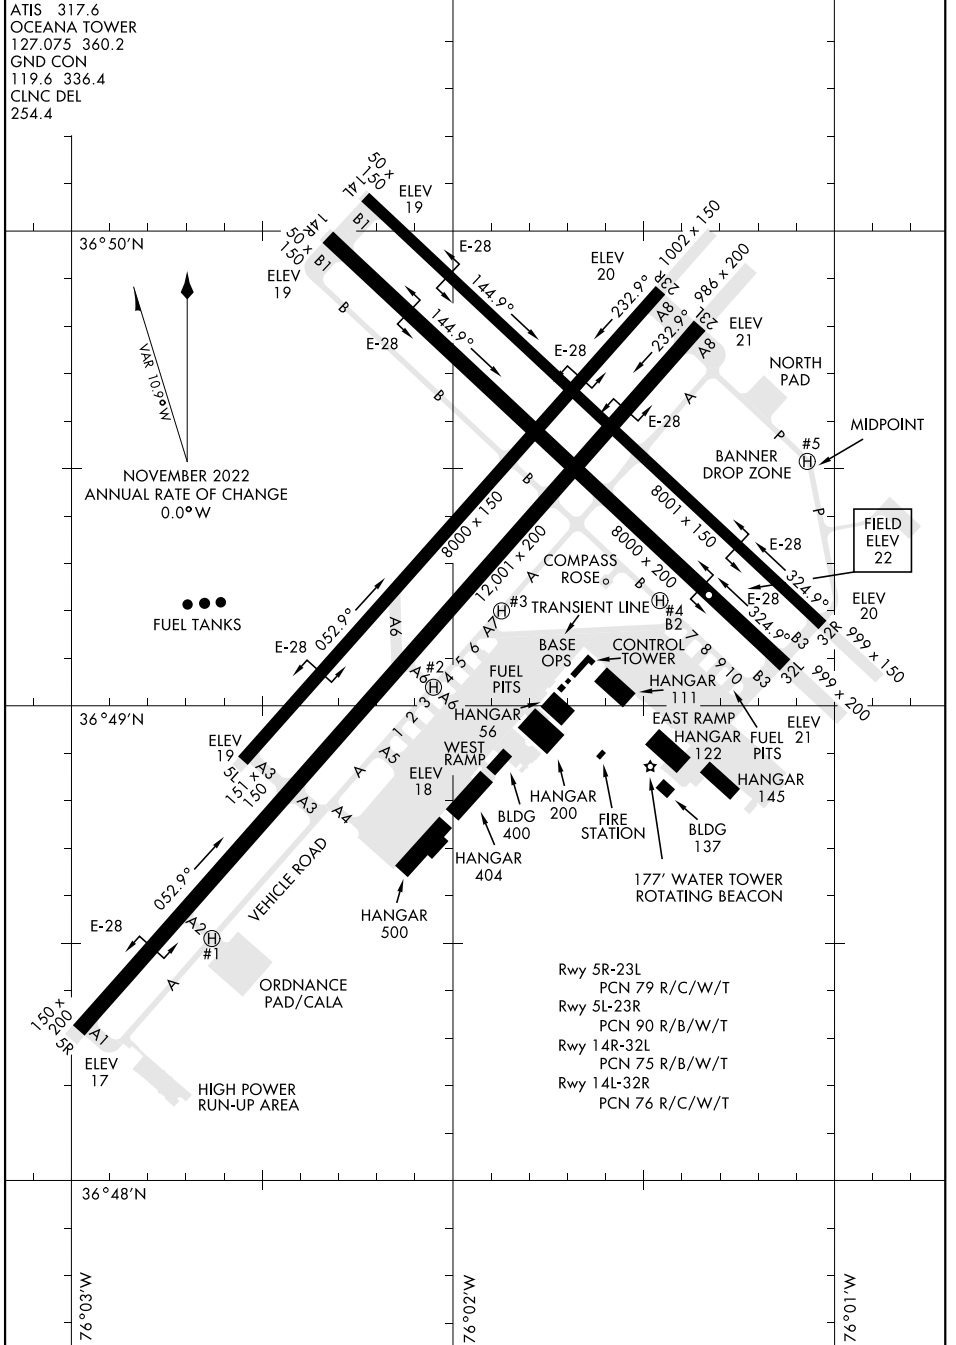 ATIS 317.6
OCEANA TOWER
127.075 360.2
GND CON
119.6 336.4
CLNC DEL
254.4
50 x
150
14L
ELEV
19
B1
14R
50 x
150
B1
ELEV
19
36°50'N
E-28
144.9°
E-28
144.9°
B
B
ELEV
20
1002 x 150
23R
A8
232.9°
986 x 200
23L
A8
232.9°
ELEV
21
E-28
E-28
NORTH
PAD
A
P
P
VAR 10.9° W
NOVEMBER 2022
ANNUAL RATE OF CHANGE
0.0° W
#5
H
MIDPOINT
BANNER
DROP ZONE
FIELD
ELEV
22
B
8000 x 150
12,001 x 200
8000 x 200
8001 x 150
E-28
324.9°
ELEV
20
32R
999 x 150
B3
E-28
324.9°
32L
999 x 200
B3
ELEV
21
COMPASS
ROSE
A
B
TRANSIENT LINE
H
#4
B2
7
8
9
10
FUEL TANKS
052.9°
E-28
A6
H
#3
A7
6
5
4
#2
H
A6
A6
3
2
1
BASE
OPS
CONTROL
TOWER
FUEL
PITS
HANGAR
111
36°49'N
HANGAR
56
EAST RAMP
HANGAR
122
FUEL
PITS
ELEV
19
5L
151 x
150
A3
A
A5
WEST
RAMP
ELEV
18
HANGAR
145
A3
A4
BLDG
400
HANGAR
200
FIRE
STATION
BLDG
137
HANGAR
404
177' WATER TOWER
ROTATING BEACON
VEHICLE ROAD
052.9°
E-28
A2
H
#1
HANGAR
500
A
ORDNANCE
PAD/CALA
150 x
200
5R
A1
ELEV
17
HIGH POWER
RUN-UP AREA
Rwy 5R-23L
PCN 79 R/C/W/T
Rwy 5L-23R
PCN 90 R/B/W/T
Rwy 14R-32L
PCN 75 R/B/W/T
Rwy 14L-32R
PCN 76 R/C/W/T
36°48'N
76°03'W
76°02'W
76°01'W